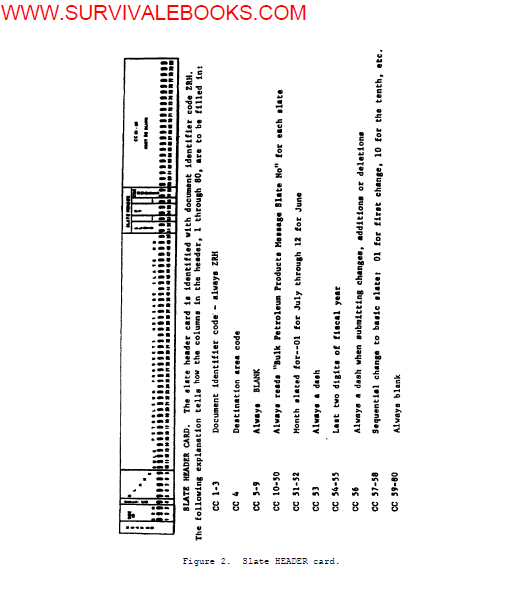 WWW.SURVIVALEBOOKS.COM
SLATE HEADER CARD. The slate header card is identified with document identifier code ZRH.
The following explanation tells how the columns in the header, 1 through 80, are to be filled in:
CC 1-3 Document identifier code - always ZRH
CC 4 Destination area code
CC 5-9 Always BLANK
CC 10-50 Always reads "Bulk Petroleum Products Message Slate No" for each slate
CC 51-52 Month slated for--01 for July through 12 for June
CC 53 Always a dash
CC 54-55 Last two digits of fiscal year
CC 56 Always a dash when submitting changes, additions or deletions
CC 57-58 Sequential change to basic slate: 01 for first change, 10 for the tenth, etc.
CC 59-80 Always blank
Figure 2. Slate HEADER card.